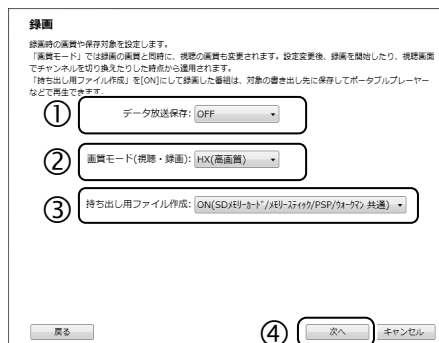 録画
録画時の画質や保存対象を設定します。
「画質モード」では録画の画質と同時に、視聴の画質も変更されます。設定変更後、録画を開始したり、視聴画面
でチャンネルを切り換えたりした時点から適用されます。
「持ち出し用ファイル作成」を[ON]にして録画した番組は、対象の書き出し先に保存してポータブルプレーヤー
などで再生できます。
① データ放送保存: OFF
② 画質モード(視聴・録画): HX(高画質)
③ 持ち出し用ファイル作成: ON(SDﾒﾓﾘｰｶｰﾄﾞ/ﾒﾓﾘｰｽﾃｨｯｸ/PSP/ｳｫｰｸﾏﾝ 共通)
戻る ④ 次へ キャンセル